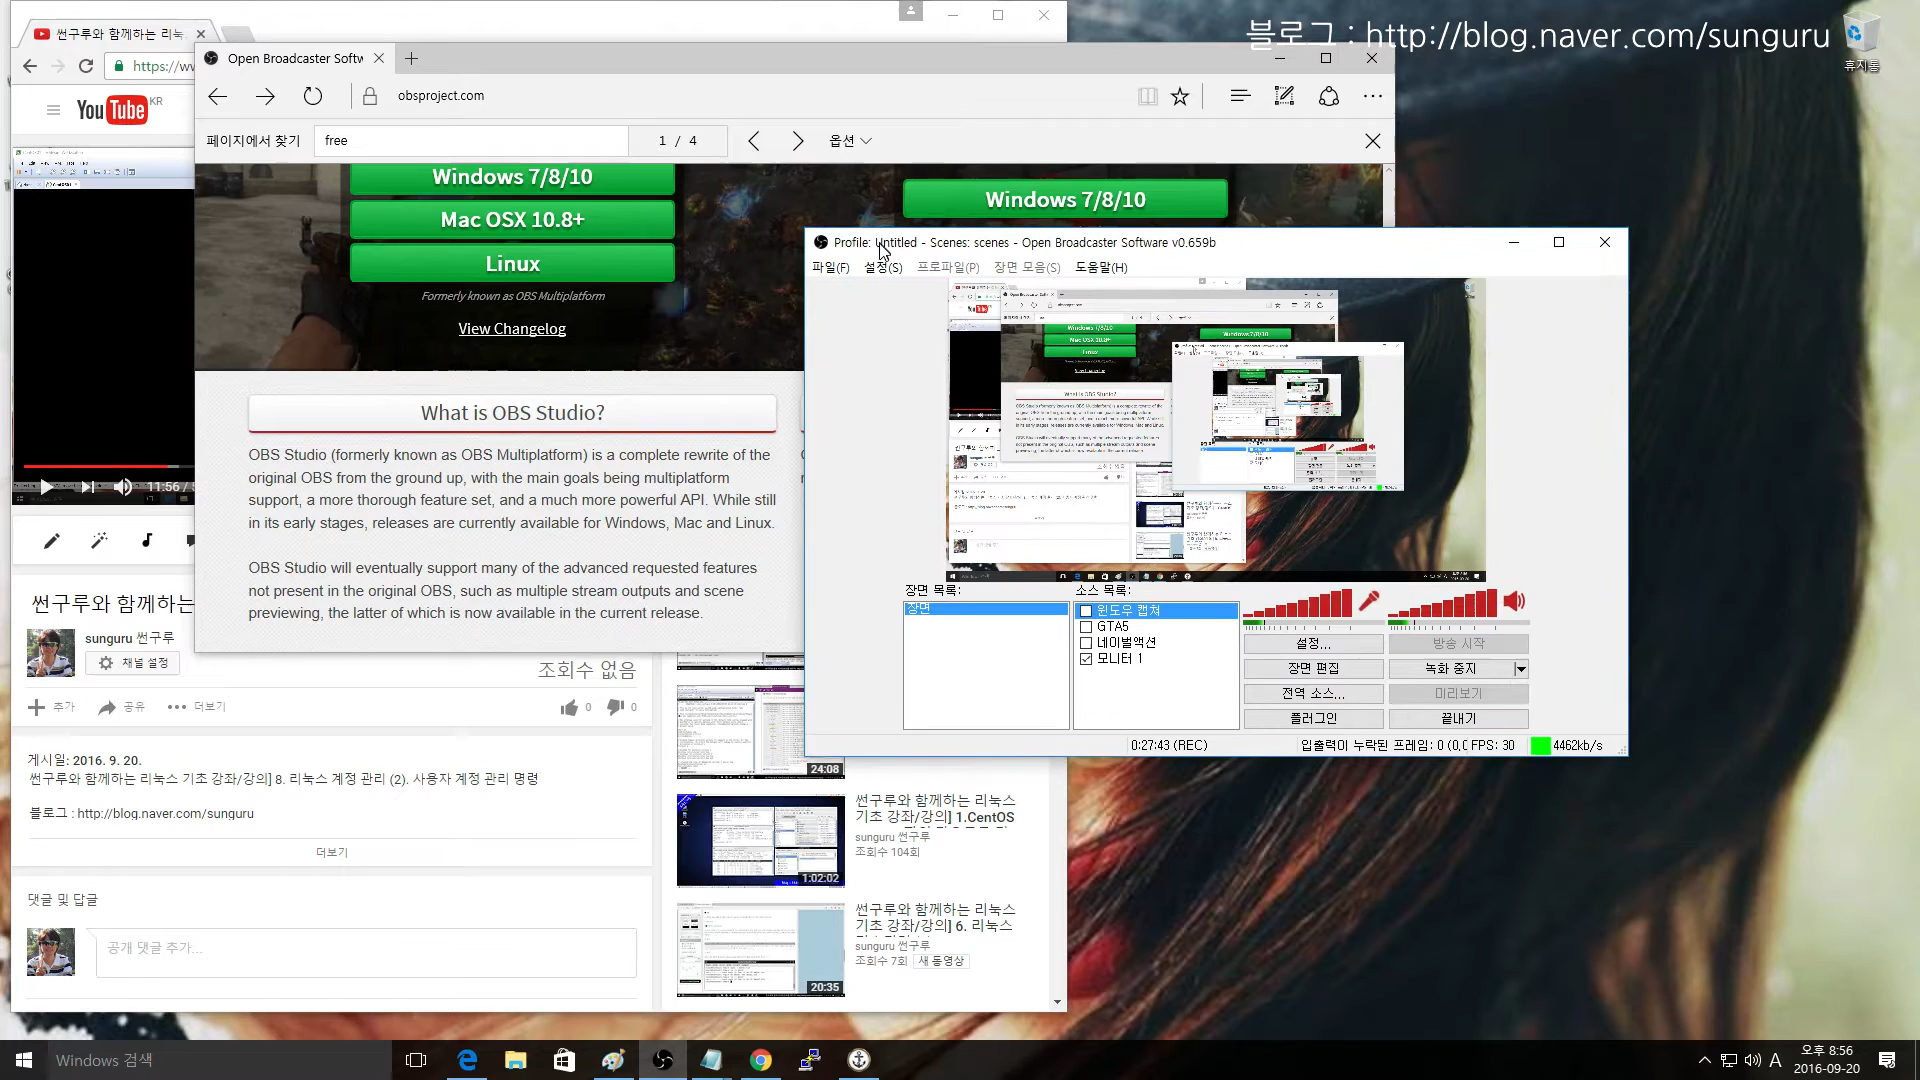 블로그 : http://blog.naver.com/sunguru
휴지통
썬구루와 함께하는 리눅
https://ww
YouTube KR
Open Broadcaster Softw
obsproject.com
페이지에서 찾기
free
1 / 4
옵션
Windows 7/8/10
Mac OSX 10.8+
Linux
Formerly known as OBS Multiplatform
View Changelog
Windows 7/8/10
What is OBS Studio?
OBS Studio (formerly known as OBS Multiplatform) is a complete rewrite of the
original OBS from the ground up, with the main goals being multiplatform
support, a more thorough feature set, and a much more powerful API. While still
in its early stages, releases are currently available for Windows, Mac and Linux.
OBS Studio will eventually support many of the advanced requested features
not present in the original OBS, such as multiple stream outputs and scene
previewing, the latter of which is now available in the current release.
Profile: Untitled - Scenes: scenes - Open Broadcaster Software v0.659b
파일(F)
설정(S)
프로파일(P)
장면 모음(S)
도움말(H)
장면 목록:
장면
소스 목록:
윈도우 캡쳐
GTA5
네이벌액션
모니터 1
설정...
방송 시작
장면 편집
녹화 중지
전역 소스...
미리보기
플러그인
끝내기
0:27:43 (REC)
입출력이 누락된 프레임: 0 (0,0
FPS: 30
4462kb/s
11:56 /
썬구루와 함께하는
sunguru 썬구루
채널 설정
조회수 없음
추가
공유
더보기
0
0
게시일: 2016. 9. 20.
썬구루와 함께하는 리눅스 기초 강좌/강의] 8. 리눅스 계정 관리 (2). 사용자 계정 관리 명령
블로그 : http://blog.naver.com/sunguru
더보기
댓글 및 답글
공개 댓글 추가...
24:08
썬구루와 함께하는 리눅스
기초 강좌/강의] 1.CentOS
sunguru 썬구루
조회수 104회
1:02:02
썬구루와 함께하는 리눅스
기초 강좌/강의] 6. 리눅스
sunguru 썬구루
조회수 7회
새 동영상
20:35
Windows 검색
A
오후 8:56
2016-09-20